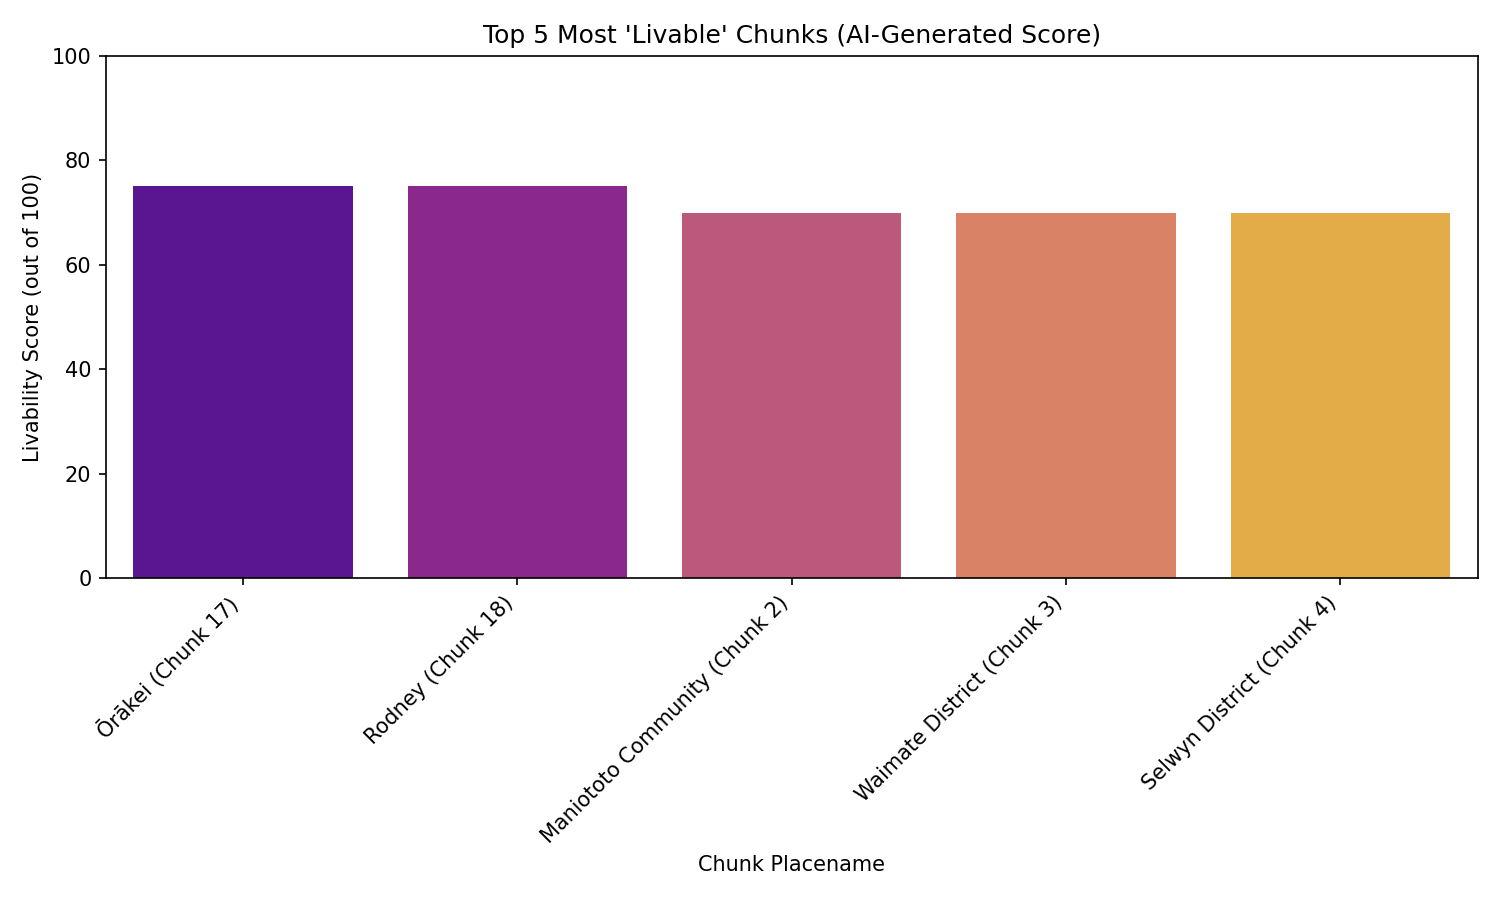 Top 5 Most 'Livable' Chunks (AI-Generated Score)
Livability Score (out of 100)
100
80
60
40
20
0
Ōrākei (Chunk 17)
Rodney (Chunk 18)
Maniototo Community (Chunk 2)
Waimate District (Chunk 3)
Selwyn District (Chunk 4)
Chunk Placename